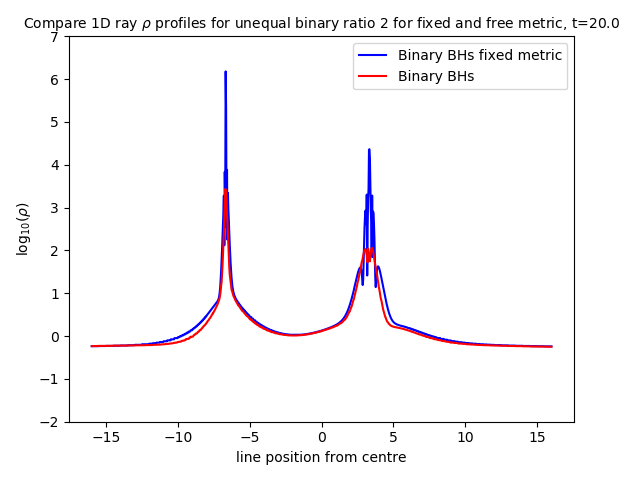 Compare 1D ray ρ profiles for unequal binary ratio 2 for fixed and free metric, t=20.0
7
6
5
4
3
2
1
0
−1
−2
log10(ρ)
Binary BHs fixed metric
Binary BHs
−15 −10 −5 0 5 10 15
line position from centre